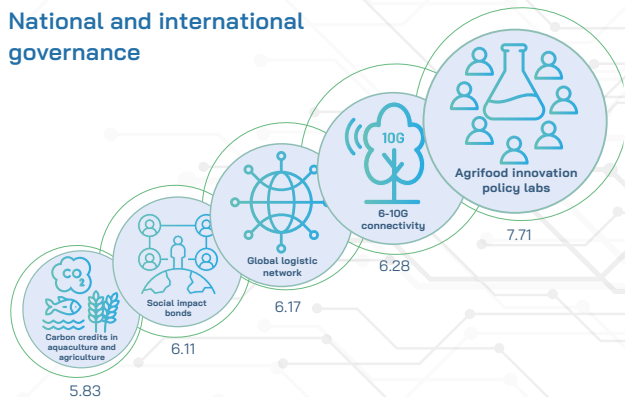 National and international
governance
CO2
Carbon credits in
aquaculture and
agriculture
5.83
Social impact
bonds
6.11
Global logistic
network
6.17
10G
6-10G
connectivity
6.28
Agrifood innovation
policy labs
7.71